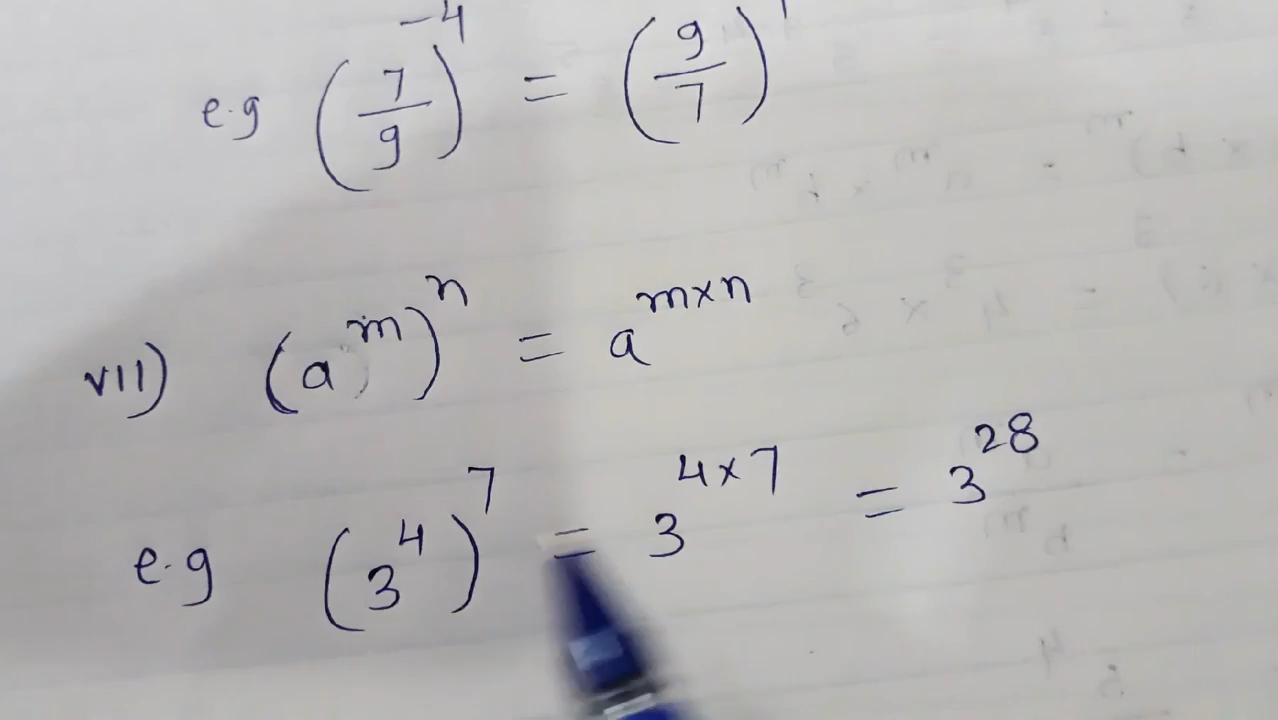 e.g (7/9)^-4 = (9/7)
vii) (a^m)^n = a^m×n
e.g (3^4)^7 = 3^4×7 = 3^28